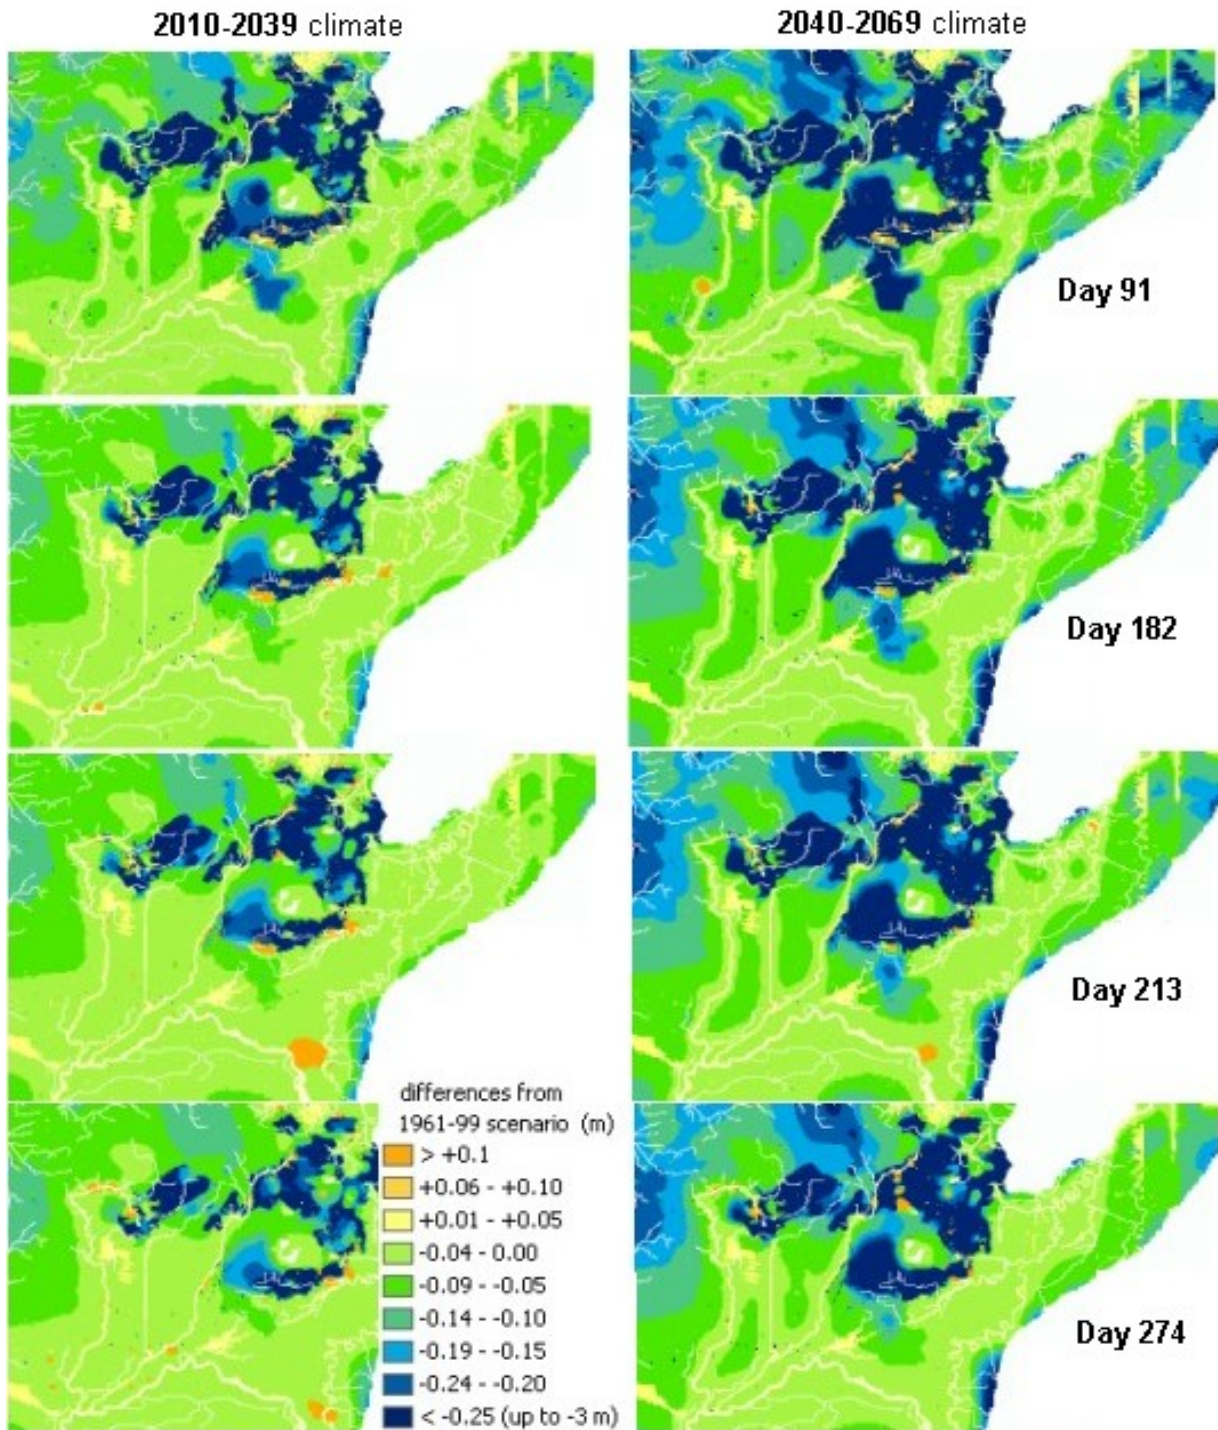 2010-2039 climate
2040-2069 climate
Day 91
Day 182
Day 213
differences from
1961-99 scenario (m)
> +0.1
+0.06 - +0.10
+0.01 - +0.05
-0.04 - 0.00
-0.09 - -0.05
-0.14 - -0.10
-0.19 - -0.15
-0.24 - -0.20
< -0.25 (up to -3 m)
Day 274